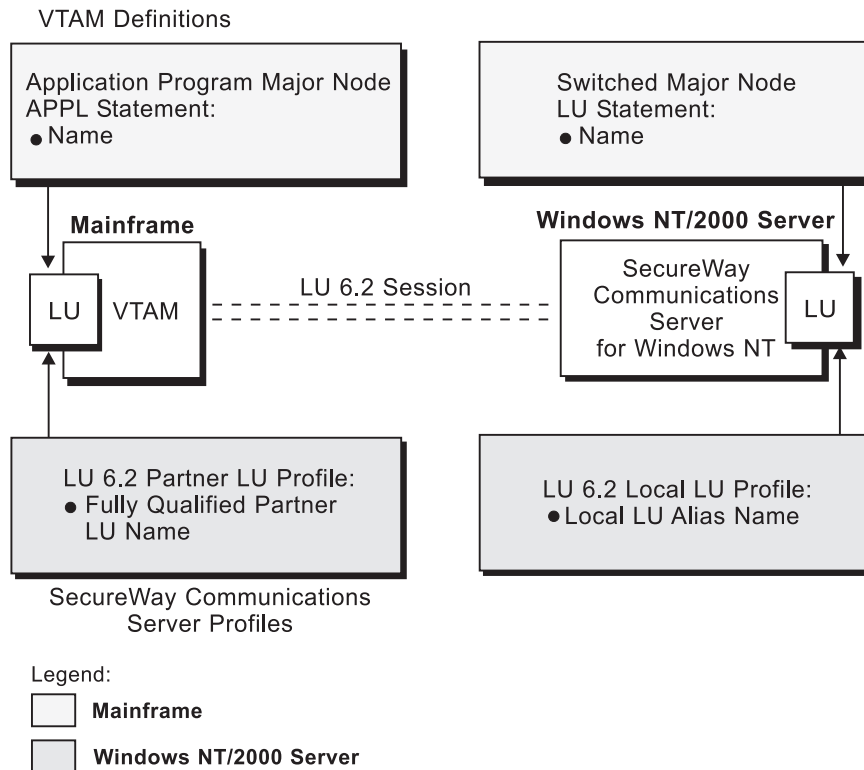 VTAM Definitions
Application Program Major Node
APPL Statement:
● Name
Switched Major Node
LU Statement:
● Name
Mainframe
Windows NT/2000 Server
LU
VTAM
LU 6.2 Session
SecureWay
Communications
Server
for Windows NT
LU
LU 6.2 Partner LU Profile:
● Fully Qualified Partner
LU Name
LU 6.2 Local LU Profile:
● Local LU Alias Name
SecureWay Communications
Server Profiles
Legend:
Mainframe
Windows NT/2000 Server